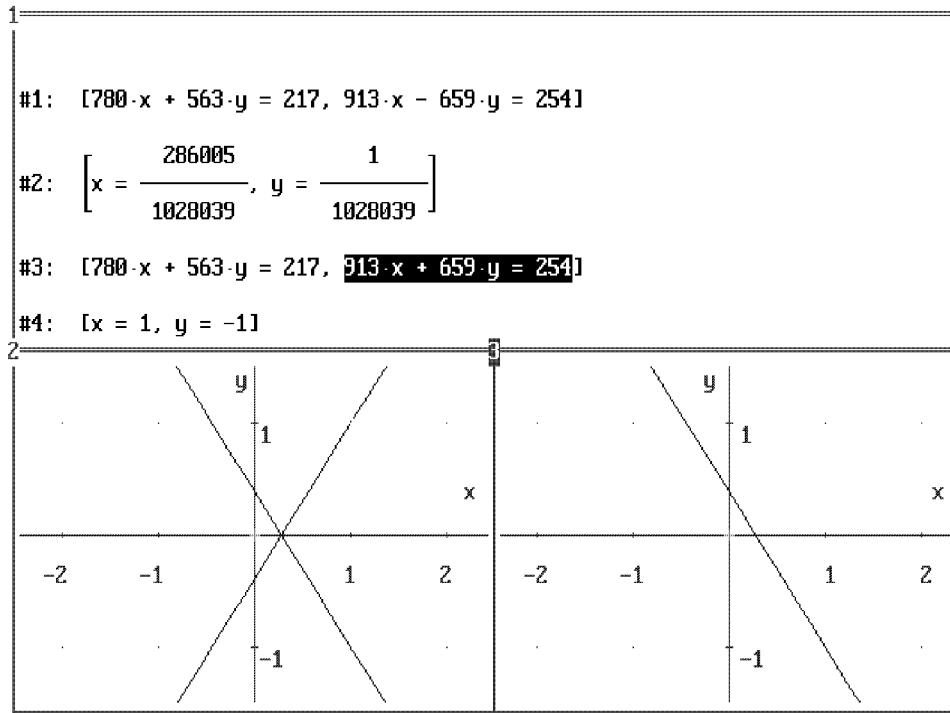 1
#1: [780·x + 563·y = 217, 913·x - 659·y = 254]
286005 1
#2: [x = ―, y = ―]
1028039 1028039
#3: [780·x + 563·y = 217, 913·x + 659·y = 254]
#4: [x = 1, y = -1]
2 3
y
1
x
-2 -1 1 2
-1
y
1
x
-2 -1 1 2
-1